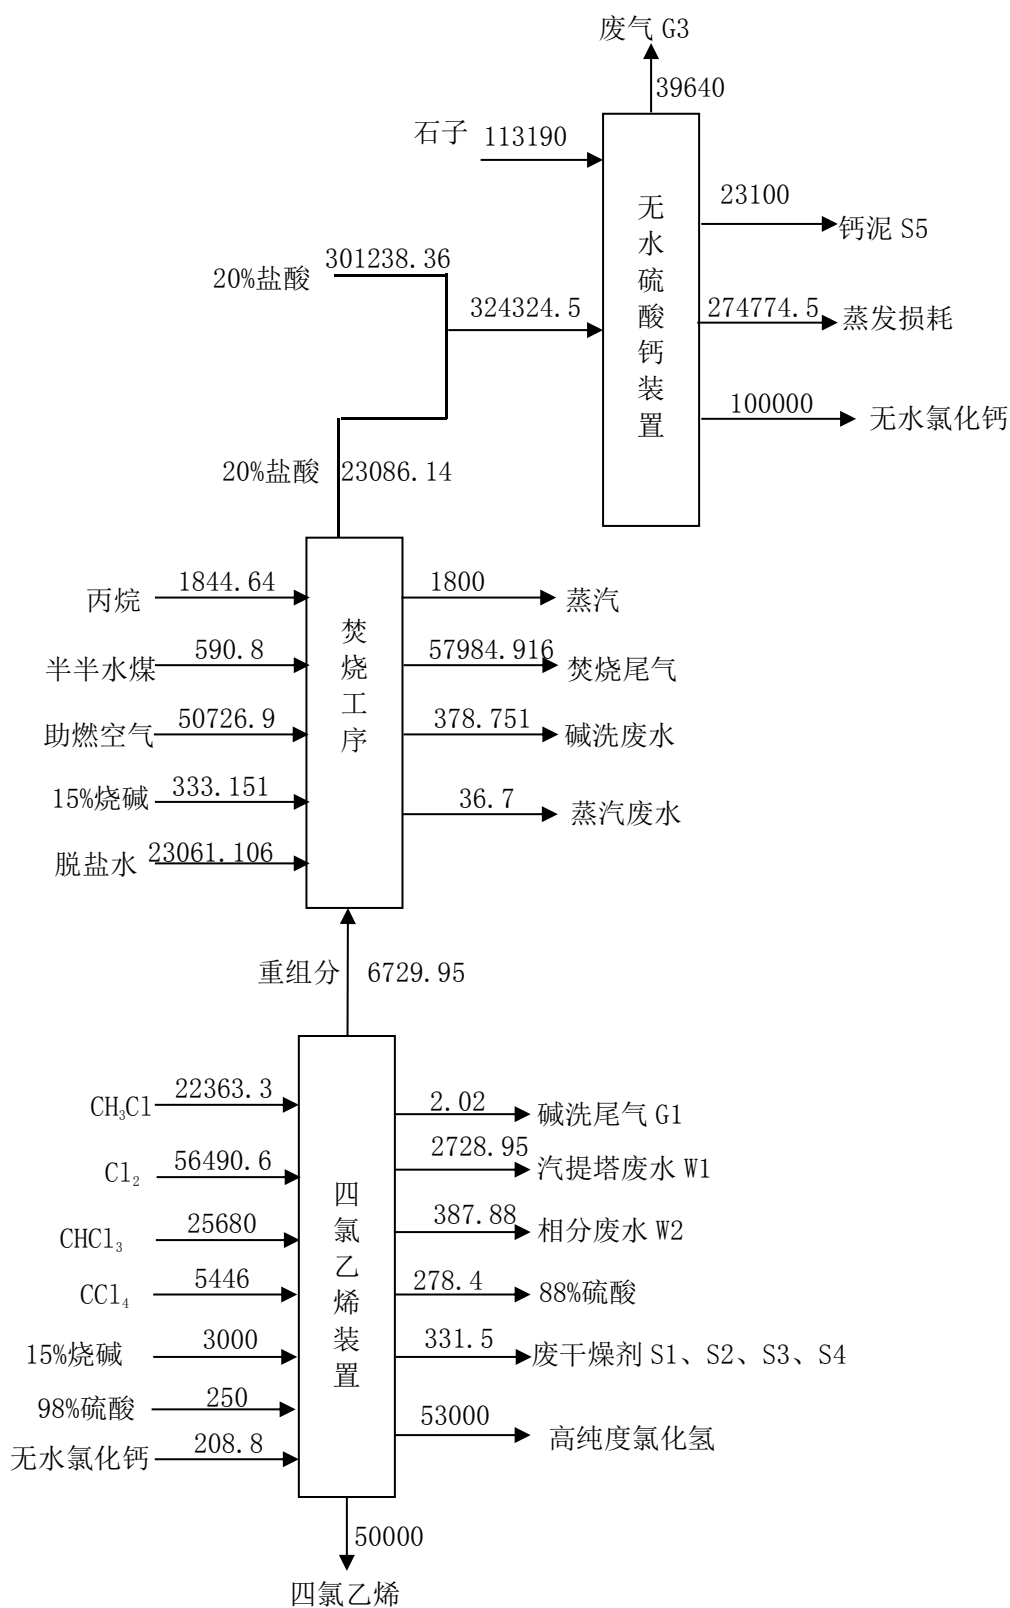 废气 G3
39640
石子 113190
无水硫酸钙装置
23100
钙泥 S5
20%盐酸 301238.36
324324.5
274774.5 蒸发损耗
100000 无水氯化钙
20%盐酸 23086.14
焚烧工序
丙烷 1844.64
1800 蒸汽
半半水煤 590.8
57984.916 焚烧尾气
助燃空气 50726.9
378.751 碱洗废水
15%烧碱 333.151
36.7 蒸汽废水
脱盐水 23061.106
重组分 6729.95
四氯乙烯装置
CH₃Cl 22363.3
2.02 碱洗尾气 G1
2728.95 汽提塔废水 W1
Cl₂ 56490.6
387.88 相分废水 W2
CHCl₃ 25680
278.4 88%硫酸
CCl₄ 5446
331.5 废干燥剂 S1、S2、S3、S4
15%烧碱 3000
98%硫酸 250
53000 高纯度氯化氢
无水氯化钙 208.8
50000
四氯乙烯